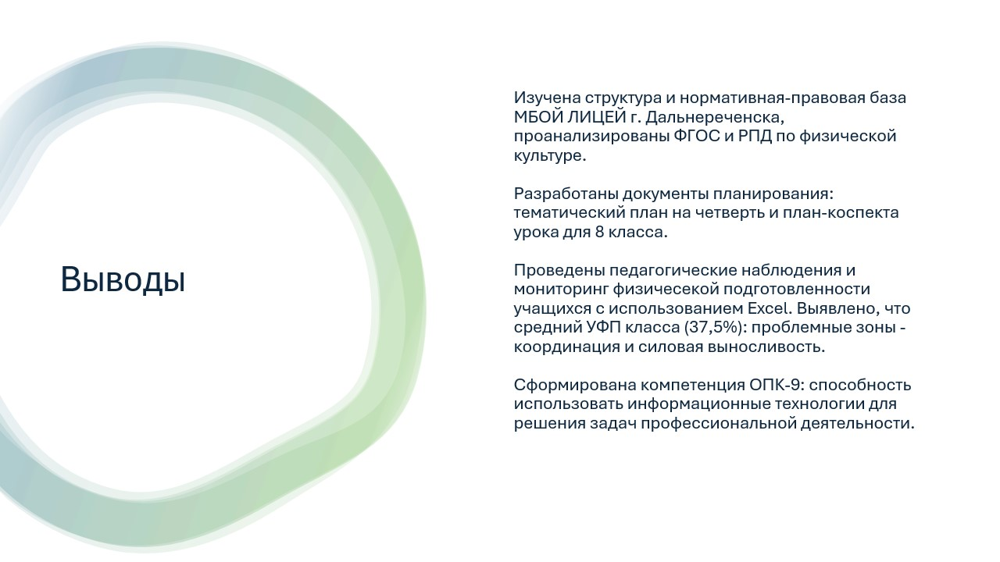 Выводы
Изучена структура и нормативная-правовая база
МБОЙ ЛИЦЕЙ г. Дальнереченска,
проанализированы ФГОС и РПД по физической
культуре.
Разработаны документы планирования:
тематический план на четверть и план-коспекта
урока для 8 класса.
Проведены педагогические наблюдения и
мониторинг физичесекой подготовленности
учащихся с использованием Excel. Выявлено, что
средний УФП класса (37,5%): проблемные зоны -
координация и силовая выносливость.
Сформирована компетенция ОПК-9: способность
использовать информационные технологии для
решения задач профессиональной деятельности.